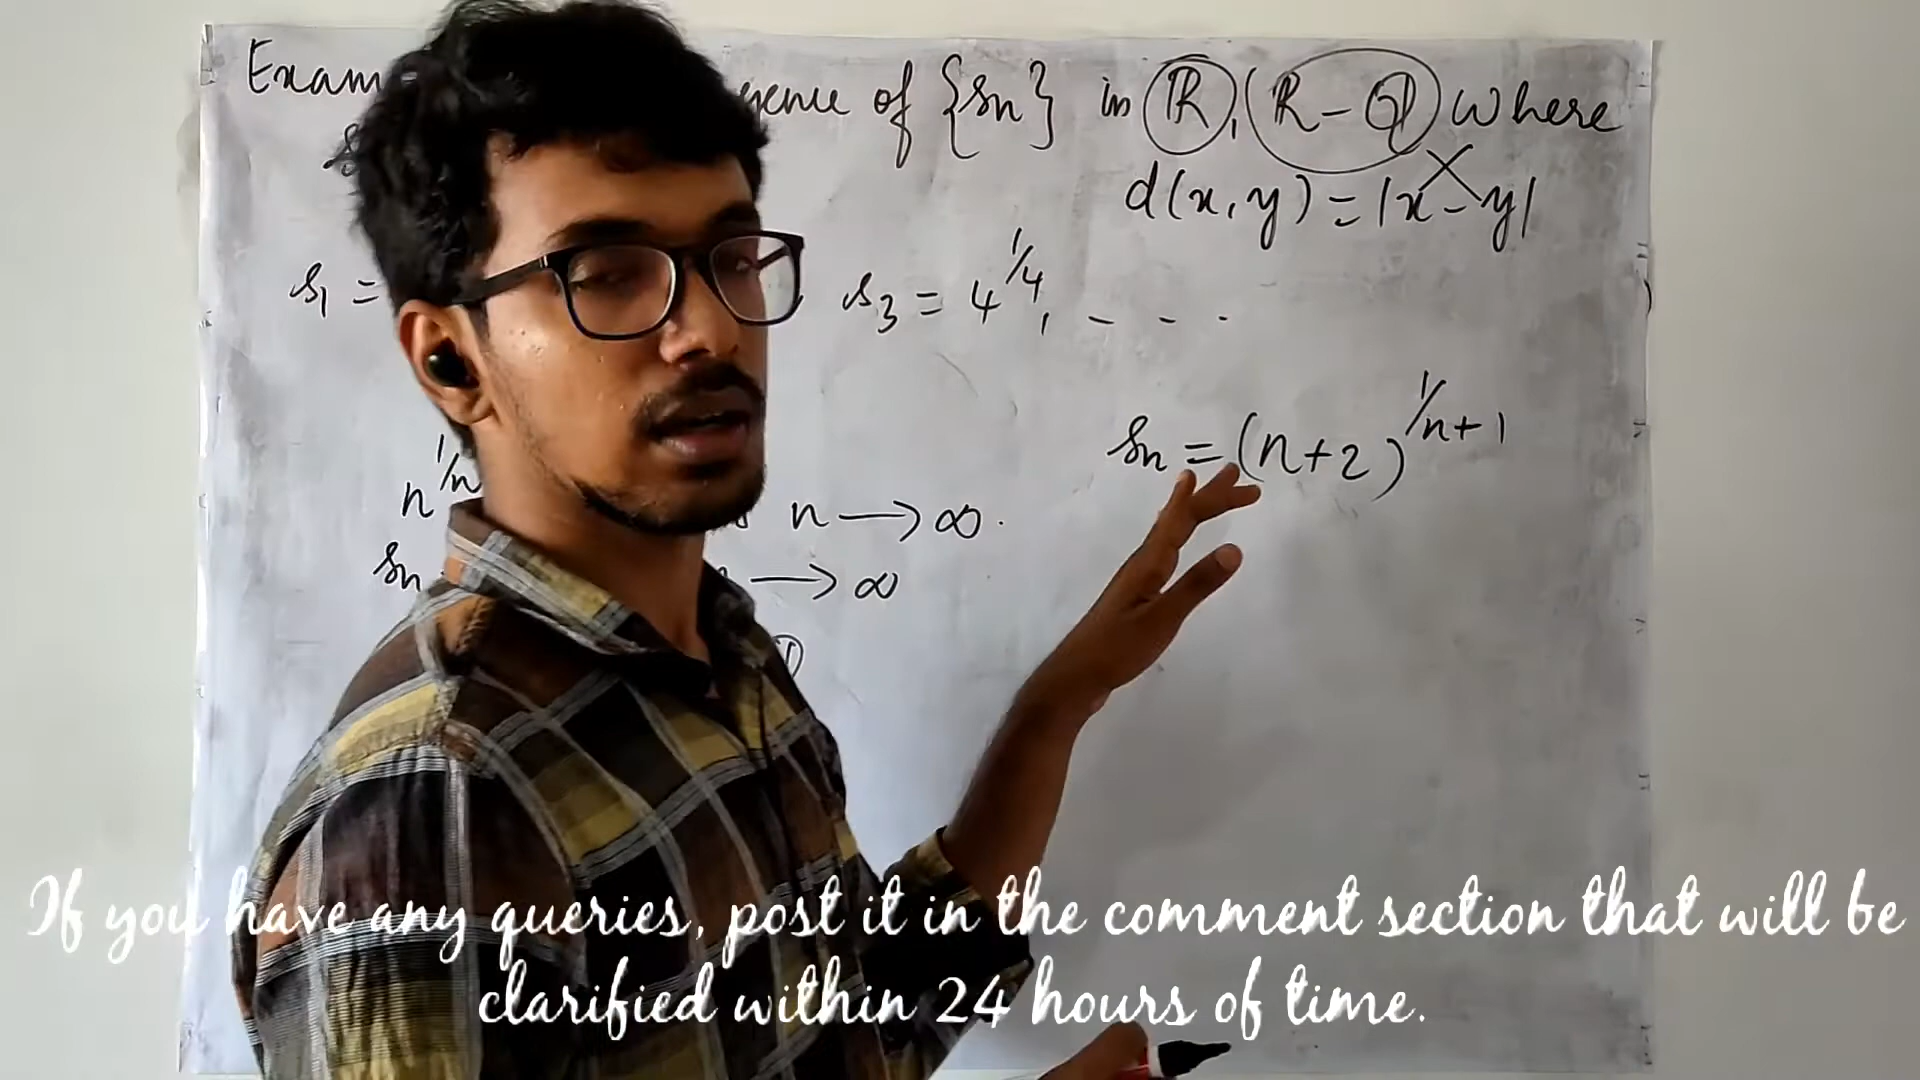 Exam gence of {sn} in ℝ, (ℝ - ℚ) where
d(x, y) = |x - y|
s₁ = s₃ = 4^1/4, - - -
sn = (n+2)^1/n+1
n^1/n n → ∞.
sn → ∞
If you have any queries, post it in the comment section that will be
clarified within 24 hours of time.